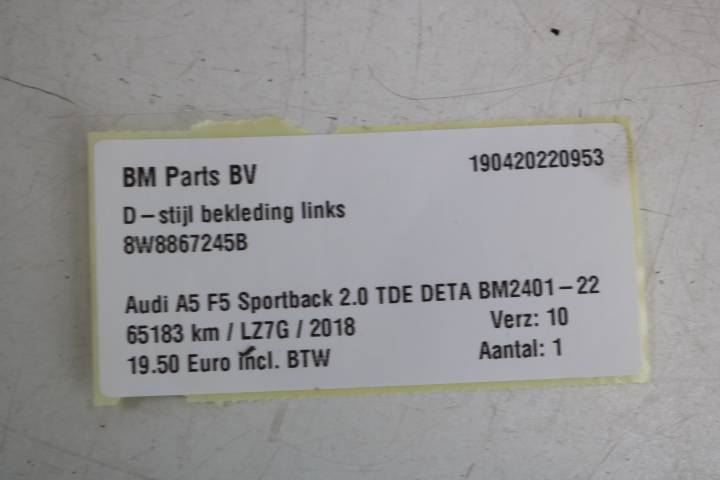 BM Parts BV 190420220953
D-stijl bekleding links
8W8867245B
Audi A5 F5 Sportback 2.0 TDE DETA BM2401-22
65183 km / LZ7G / 2018 Verz: 10
19.50 Euro incl. BTW Aantal: 1